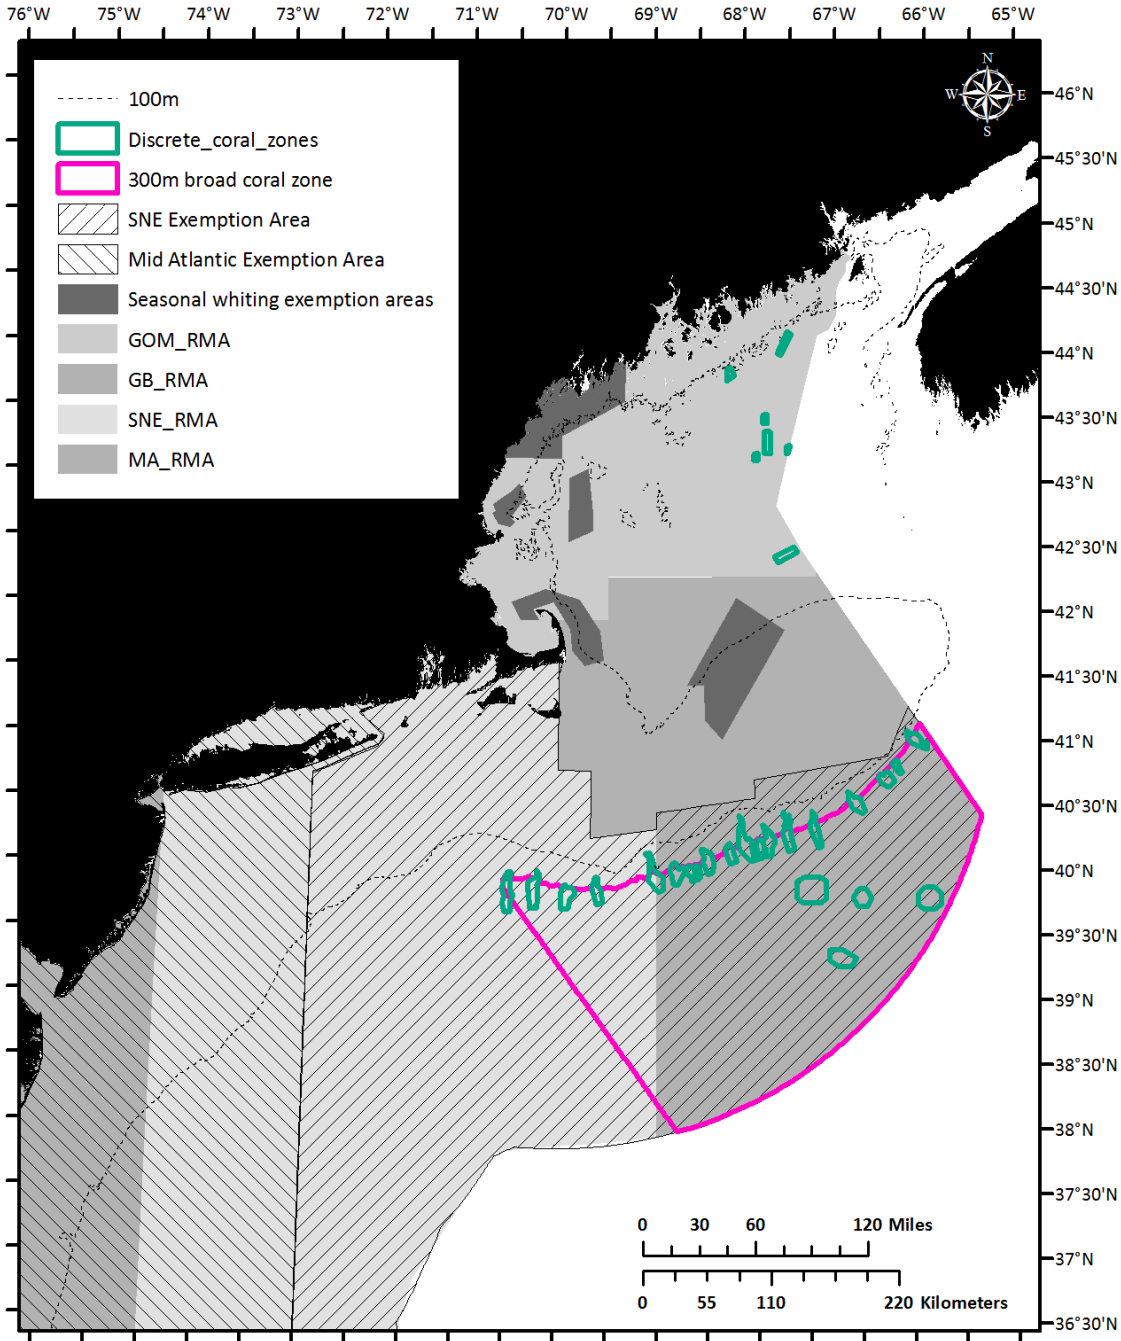 76°W 75°W 74°W 73°W 72°W 71°W 70°W 69°W 68°W 67°W 66°W 65°W
100m
Discrete_coral_zones
300m broad coral zone
SNE Exemption Area
Mid Atlantic Exemption Area
Seasonal whiting exemption areas
GOM_RMA
GB_RMA
SNE_RMA
MA_RMA
N
W E
S
46°N
45°30'N
45°N
44°30'N
44°N
43°30'N
43°N
42°30'N
42°N
41°30'N
41°N
40°30'N
40°N
39°30'N
39°N
38°30'N
38°N
37°30'N
37°N
36°30'N
0 30 60 120 Miles
0 55 110 220 Kilometers